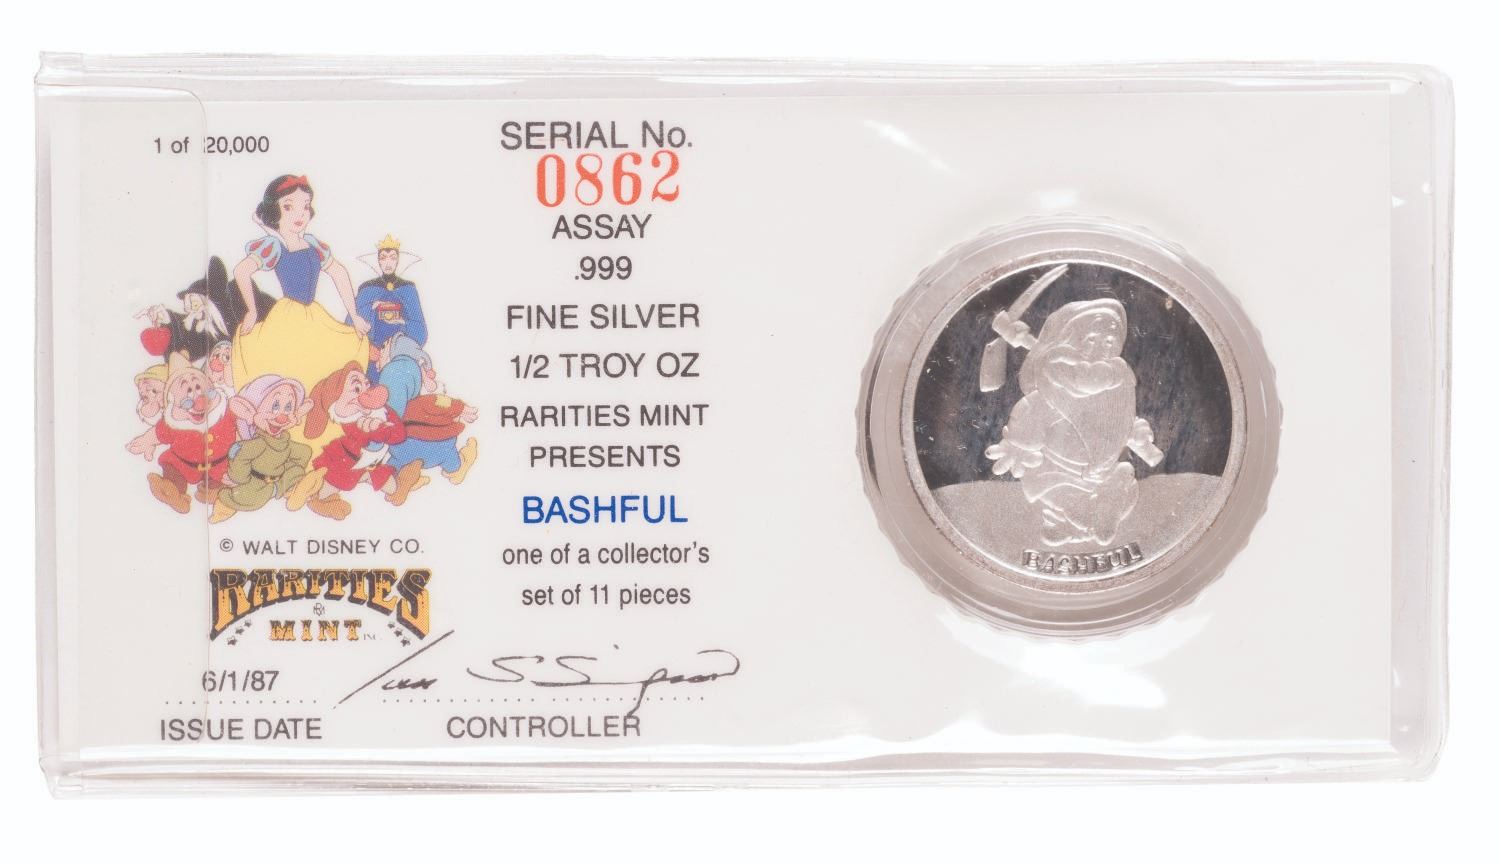 1 of 20,000
SERIAL No.
0862
ASSAY
.999
FINE SILVER
1/2 TROY OZ
RARITIES MINT
PRESENTS
BASHFUL
one of a collector's
set of 11 pieces
© WALT DISNEY CO.
RARITIES
RM
MINT INC.
6/1/87
ISSUE DATE
CONTROLLER
BASHFUL